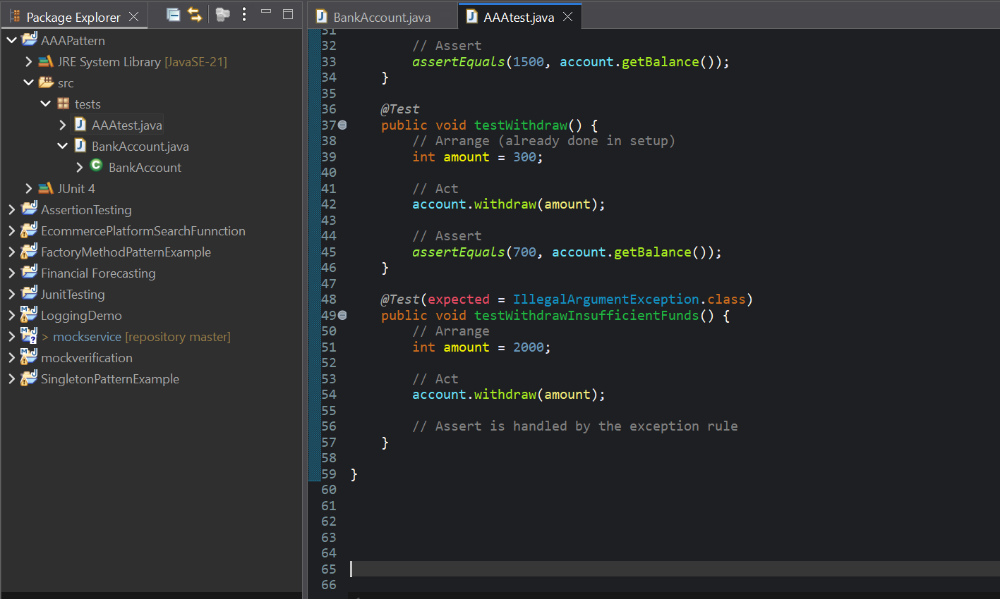 Package Explorer
AAAPattern
JRE System Library [JavaSE-21]
src
tests
AAAtest.java
BankAccount.java
BankAccount
JUnit 4
AssertionTesting
EcommercePlatformSearchFunnction
FactoryMethodPatternExample
Financial Forecasting
JunitTesting
LoggingDemo
> mockservice [repository master]
mockverification
SingletonPatternExample
BankAccount.java
AAAtest.java
31
32 // Assert
33 assertEquals(1500, account.getBalance());
34 }
35
36 @Test
37 public void testWithdraw() {
38 // Arrange (already done in setup)
39 int amount = 300;
40
41 // Act
42 account.withdraw(amount);
43
44 // Assert
45 assertEquals(700, account.getBalance());
46 }
47
48 @Test(expected = IllegalArgumentException.class)
49 public void testWithdrawInsufficientFunds() {
50 // Arrange
51 int amount = 2000;
52
53 // Act
54 account.withdraw(amount);
55
56 // Assert is handled by the exception rule
57 }
58
59 }
60
61
62
63
64
65
66